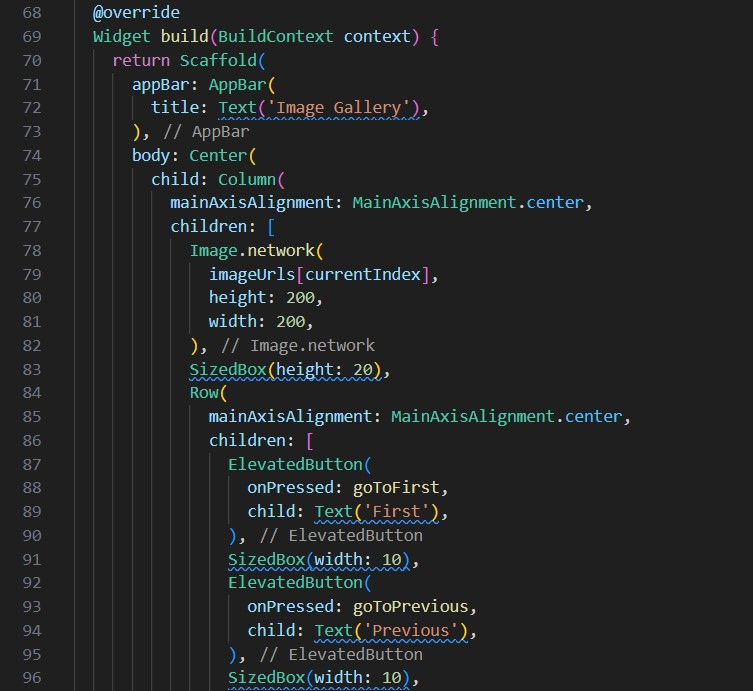 68 @override
69 Widget build(BuildContext context) {
70 return Scaffold(
71 appBar: AppBar(
72 title: Text('Image Gallery'),
73 ), // AppBar
74 body: Center(
75 child: Column(
76 mainAxisAlignment: MainAxisAlignment.center,
77 children: [
78 Image.network(
79 imageUrls[currentIndex],
80 height: 200,
81 width: 200,
82 ), // Image.network
83 SizedBox(height: 20),
84 Row(
85 mainAxisAlignment: MainAxisAlignment.center,
86 children: [
87 ElevatedButton(
88 onPressed: goToFirst,
89 child: Text('First'),
90 ), // ElevatedButton
91 SizedBox(width: 10),
92 ElevatedButton(
93 onPressed: goToPrevious,
94 child: Text('Previous'),
95 ), // ElevatedButton
96 SizedBox(width: 10),